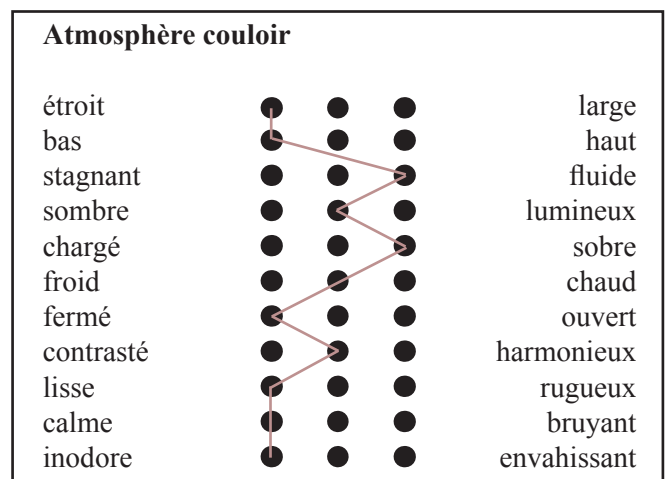 Atmosphère couloir
étroit large
bas haut
stagnant fluide
sombre lumineux
chargé sobre
froid chaud
fermé ouvert
contrasté harmonieux
lisse rugueux
calme bruyant
inodore envahissant